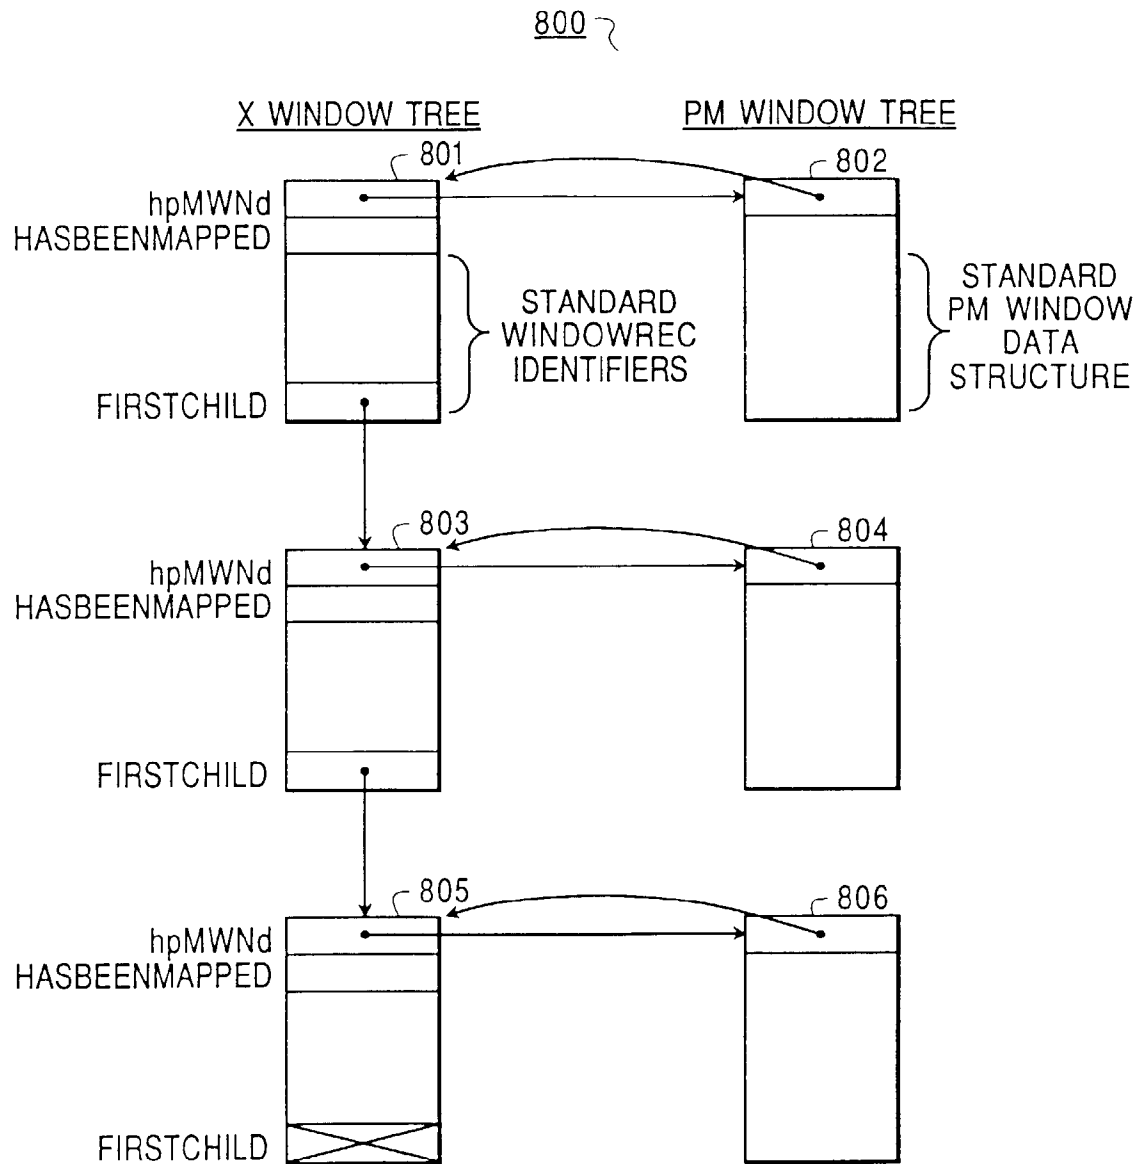 800
X WINDOW TREE
PM WINDOW TREE
801
802
hpMWNd
HASBEENMAPPED
STANDARD
WINDOWREC
IDENTIFIERS
STANDARD
PM WINDOW
DATA
STRUCTURE
FIRSTCHILD
803
804
hpMWNd
HASBEENMAPPED
FIRSTCHILD
805
806
hpMWNd
HASBEENMAPPED
FIRSTCHILD